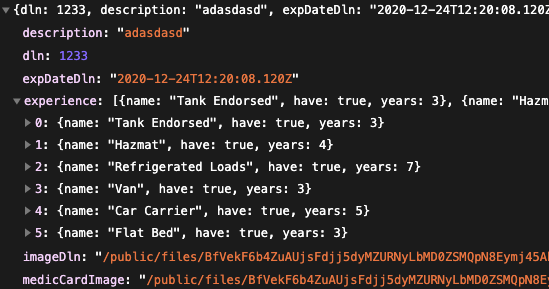 {dln: 1233, description: "adasdasd", expDateDln: "2020-12-24T12:20:08.120Z
description: "adasdasd"
dln: 1233
expDateDln: "2020-12-24T12:20:08.120Z"
experience: [{name: "Tank Endorsed", have: true, years: 3}, {name: "Hazm
0: {name: "Tank Endorsed", have: true, years: 3}
1: {name: "Hazmat", have: true, years: 4}
2: {name: "Refrigerated Loads", have: true, years: 7}
3: {name: "Van", have: true, years: 3}
4: {name: "Car Carrier", have: true, years: 5}
5: {name: "Flat Bed", have: true, years: 3}
imageDln: "/public/files/BfVekF6b4ZuAUjsFdjj5dyMZURNyLbMD0ZSMQpN8Eymj45Ak
medicCardImage: "/public/files/BfVekF6b4ZuAUjsFdjj5dyMZURNyLbMD0ZSMQpN8E